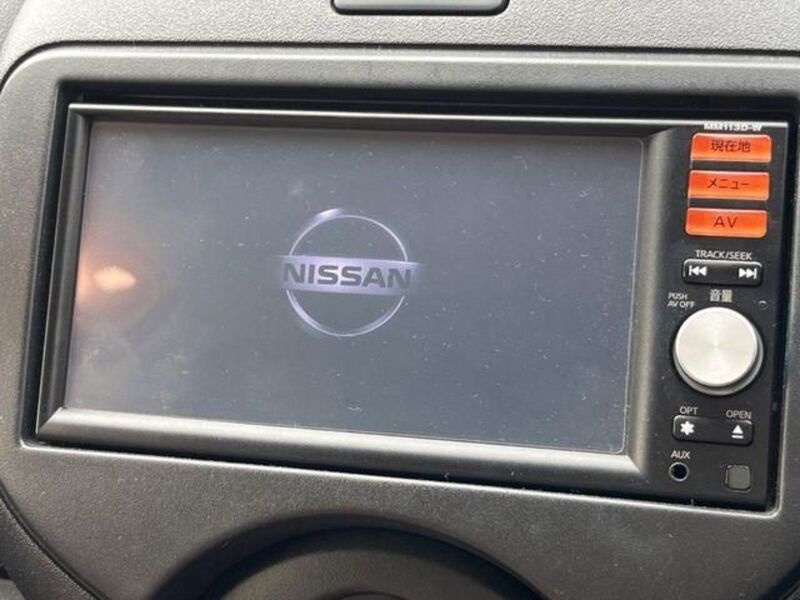 NISSAN
MM113D-W
現在地
メニュー
AV
TRACK/SEEK
音量
PUSH
AV OFF
OPT
OPEN
AUX